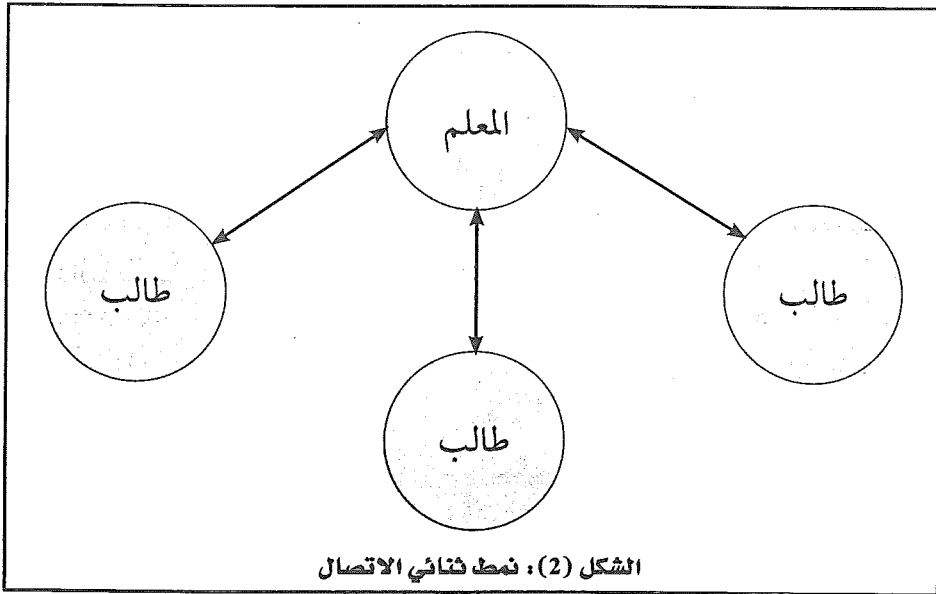 المعلم
طالب
طالب
طالب
الشكل (2): نمط ثنائي الاتصال